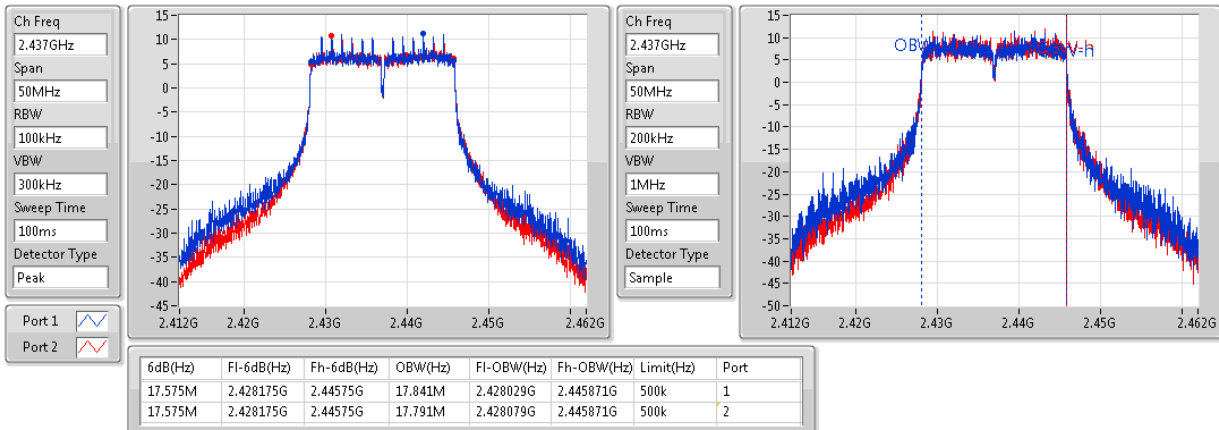 Ch Freq
2.437GHz
Span
50MHz
RBW
100kHz
VBW
300kHz
Sweep Time
100ms
Detector Type
Peak
Port 1
Port 2
15
10
5
0
-5
-10
-15
-20
-25
-30
-35
-40
-45
2.412G 2.42G 2.43G 2.44G 2.45G 2.462G
Ch Freq
2.437GHz
Span
50MHz
RBW
200kHz
VBW
1MHz
Sweep Time
100ms
Detector Type
Sample
15
10
5
0
-5
-10
-15
-20
-25
-30
-35
-40
-45
-50
2.412G 2.42G 2.43G 2.44G 2.45G 2.462G
6dB(Hz) Fl-6dB(Hz) Fh-6dB(Hz) OBW(Hz) Fl-OBW(Hz) Fh-OBW(Hz) Limit(Hz) Port
17.575M 2.428175G 2.44575G 17.841M 2.428029G 2.445871G 500k 1
17.575M 2.428175G 2.44575G 17.791M 2.428079G 2.445871G 500k 2